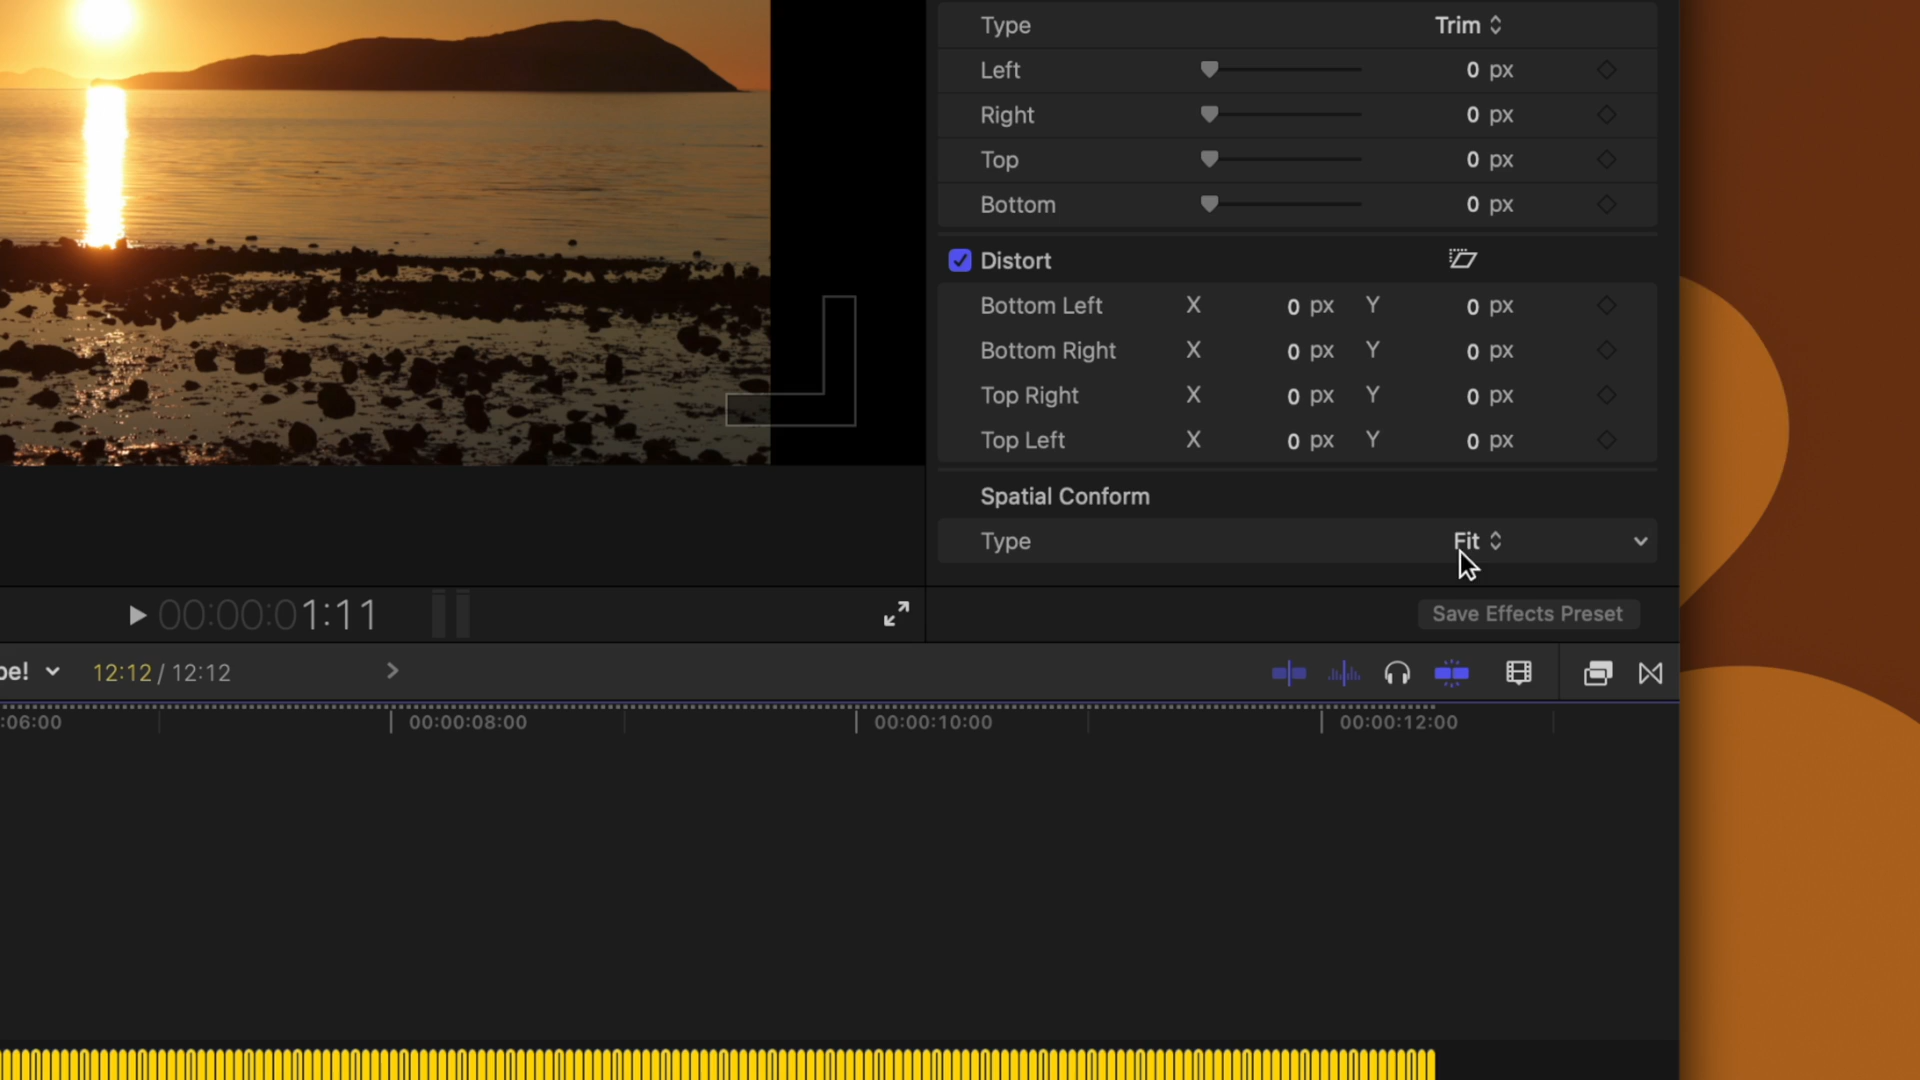 Type Trim
Left 0 px
Right 0 px
Top 0 px
Bottom 0 px
Distort
Bottom Left X 0 px Y 0 px
Bottom Right X 0 px Y 0 px
Top Right X 0 px Y 0 px
Top Left X 0 px Y 0 px
Spatial Conform
Type Fit
00:00:01:11
Save Effects Preset
pe! 12:12 / 12:12
:06:00 00:00:08:00 00:00:10:00 00:00:12:00